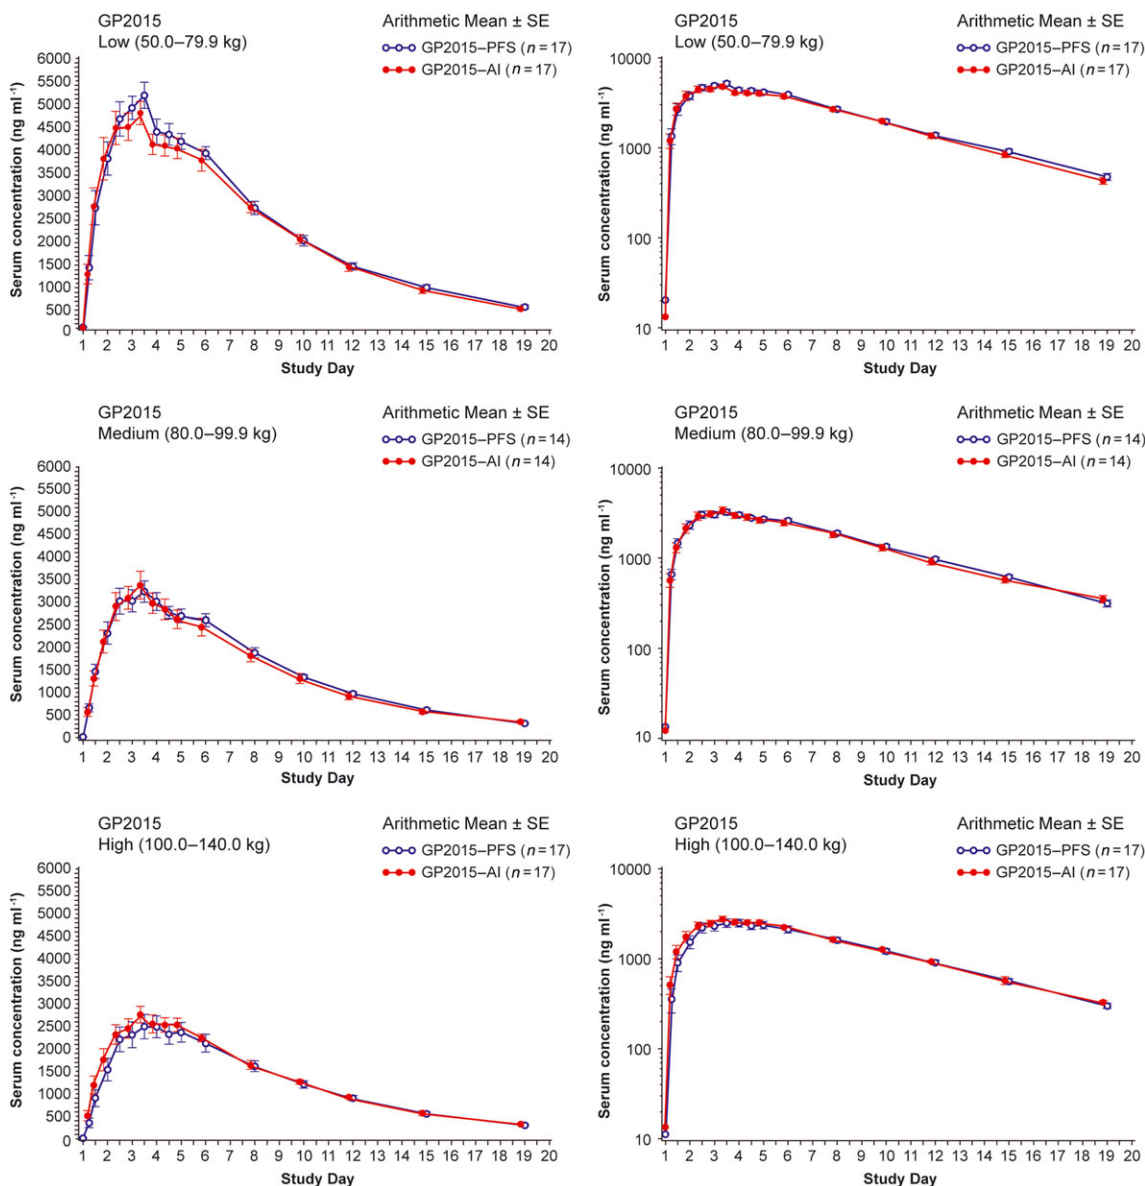 GP2015
Low (50.0–79.9 kg)
Arithmetic Mean ± SE
GP2015–PFS (n=17)
GP2015–AI (n=17)
Serum concentration (ng ml⁻¹)
6000
5500
5000
4500
4000
3500
3000
2500
2000
1500
1000
500
0
1 2 3 4 5 6 7 8 9 10 11 12 13 14 15 16 17 18 19 20
Study Day
GP2015
Low (50.0–79.9 kg)
Arithmetic Mean ± SE
GP2015–PFS (n=17)
GP2015–AI (n=17)
Serum concentration (ng ml⁻¹)
10000
1000
100
10
1 2 3 4 5 6 7 8 9 10 11 12 13 14 15 16 17 18 19 20
Study Day
GP2015
Medium (80.0–99.9 kg)
Arithmetic Mean ± SE
GP2015–PFS (n=14)
GP2015–AI (n=14)
Serum concentration (ng ml⁻¹)
6000
5500
5000
4500
4000
3500
3000
2500
2000
1500
1000
500
0
1 2 3 4 5 6 7 8 9 10 11 12 13 14 15 16 17 18 19 20
Study Day
GP2015
Medium (80.0–99.9 kg)
Arithmetic Mean ± SE
GP2015–PFS (n=14)
GP2015–AI (n=14)
Serum concentration (ng ml⁻¹)
10000
1000
100
10
1 2 3 4 5 6 7 8 9 10 11 12 13 14 15 16 17 18 19 20
Study Day
GP2015
High (100.0–140.0 kg)
Arithmetic Mean ± SE
GP2015–PFS (n=17)
GP2015–AI (n=17)
Serum concentration (ng ml⁻¹)
6000
5500
5000
4500
4000
3500
3000
2500
2000
1500
1000
500
0
1 2 3 4 5 6 7 8 9 10 11 12 13 14 15 16 17 18 19 20
Study Day
GP2015
High (100.0–140.0 kg)
Arithmetic Mean ± SE
GP2015–PFS (n=17)
GP2015–AI (n=17)
Serum concentration (ng ml⁻¹)
10000
1000
100
10
1 2 3 4 5 6 7 8 9 10 11 12 13 14 15 16 17 18 19 20
Study Day